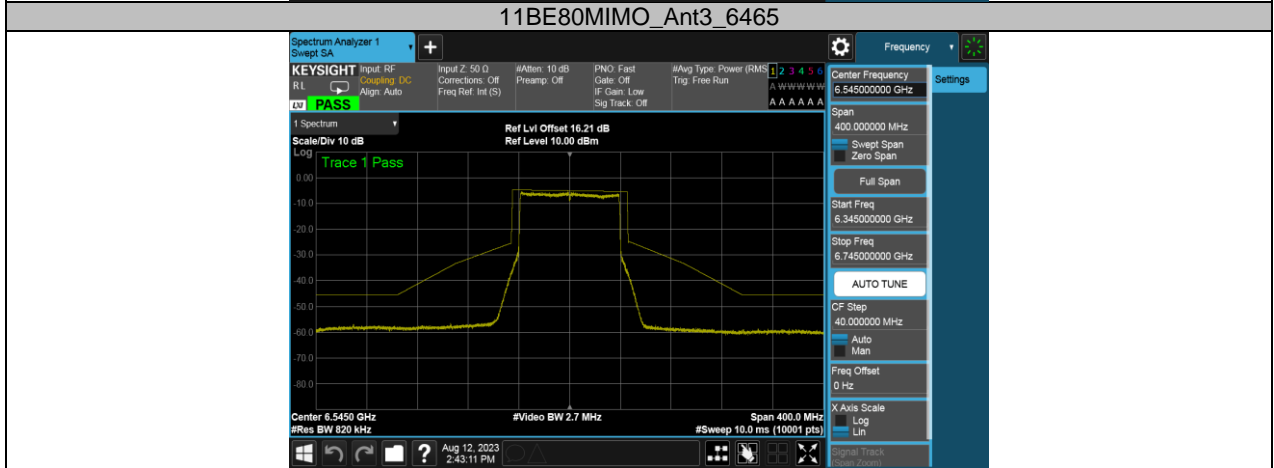 11BE80MIMO_Ant3_6465
Spectrum Analyzer 1
Swept SA
Frequency
KEYSIGHT
RL
LXI
PASS
Input: RF
Coupling: DC
Align: Auto
Input Z: 50 Ω
Corrections: Off
Freq Ref: Int (S)
#Atten: 10 dB
Preamp: Off
PNO: Fast
Gate: Off
IF Gain: Low
Sig Track: Off
#Avg Type: Power (RMS
Trig: Free Run
1 2 3 4 5 6
A W W W W W
A A A A A A
Center Frequency
6.545000000 GHz
Settings
Span
400.000000 MHz
Swept Span
Zero Span
Full Span
Start Freq
6.345000000 GHz
Stop Freq
6.745000000 GHz
AUTO TUNE
CF Step
40.000000 MHz
Auto
Man
Freq Offset
0 Hz
X Axis Scale
Log
Lin
Signal Track
(Span Zoom)
1 Spectrum
Scale/Div 10 dB
Ref Lvl Offset 16.21 dB
Ref Level 10.00 dBm
Log
Trace 1 Pass
0.00
-10.0
-20.0
-30.0
-40.0
-50.0
-60.0
-70.0
-80.0
Center 6.5450 GHz
#Video BW 2.7 MHz
Span 400.0 MHz
#Res BW 820 kHz
#Sweep 10.0 ms (10001 pts)
?
Aug 12, 2023
2:43:11 PM